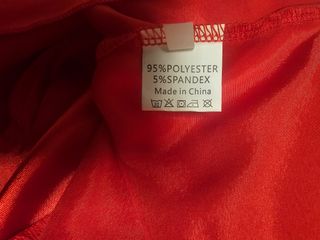 95%POLYESTER
5%SPANDEX
Made in China